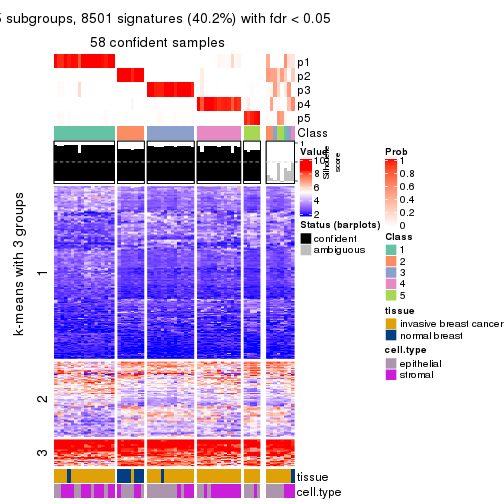 5 subgroups, 8501 signatures (40.2%) with fdr < 0.05
58 confident samples
p1
p2
p3
p4
p5
Class
1
Silhouette
score
k-means with 3 groups
1
2
3
tissue
cell.type
Value
10
8
6
4
2
Status (barplots)
confident
ambiguous
Prob
1
0.8
0.6
0.4
0.2
0
Class
1
2
3
4
5
tissue
invasive breast cancer
normal breast
cell.type
epithelial
stromal